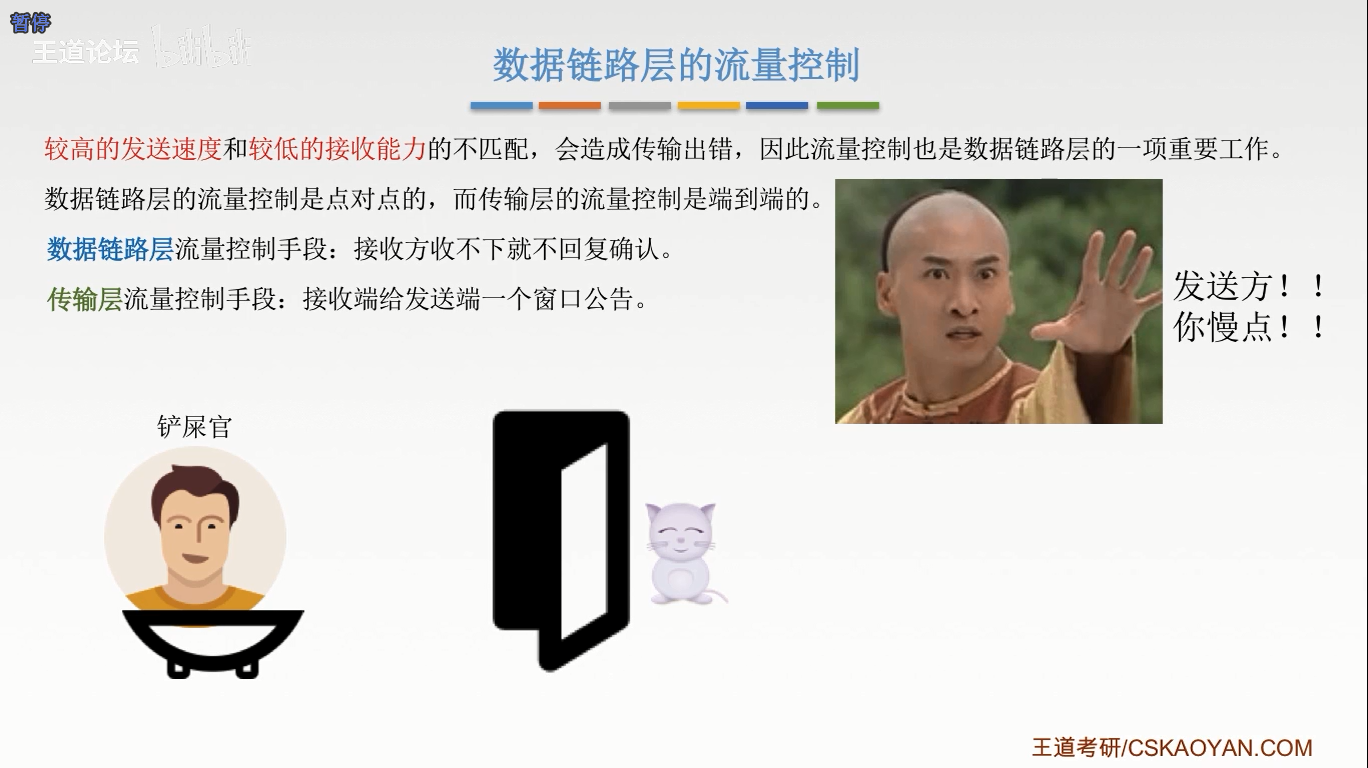 暂停
王道论坛 bilibili
数据链路层的流量控制
较高的发送速度和较低的接收能力的不匹配，会造成传输出错，因此流量控制也是数据链路层的一项重要工作。
数据链路层的流量控制是点对点的，而传输层的流量控制是端到端的。
数据链路层流量控制手段：接收方收不下就不回复确认。
传输层流量控制手段：接收端给发送端一个窗口公告。
发送方！！
你慢点！！
铲屎官
王道考研/CSKAOYAN.COM